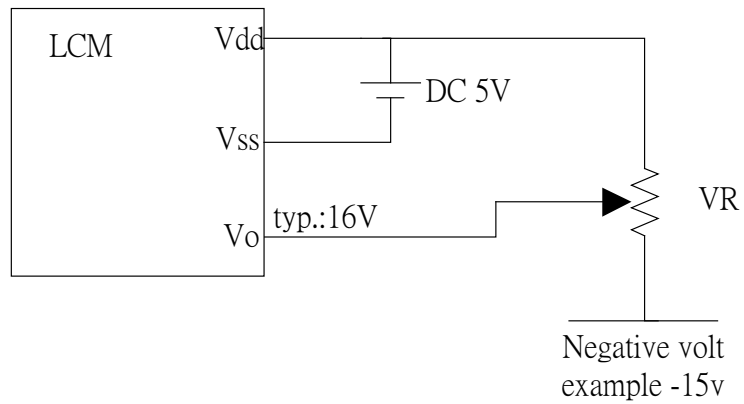 LCM
Vdd
DC 5V
Vss
VR
typ.:16V
Vo
Negative volt
example -15v